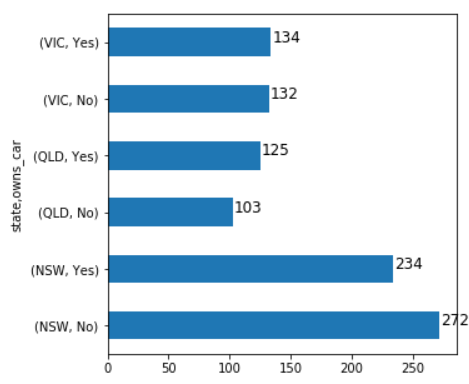 (VIC, Yes) 134
(VIC, No) 132
(QLD, Yes) 125
(QLD, No) 103
(NSW, Yes) 234
(NSW, No) 272
state,owns_car
0 50 100 150 200 250